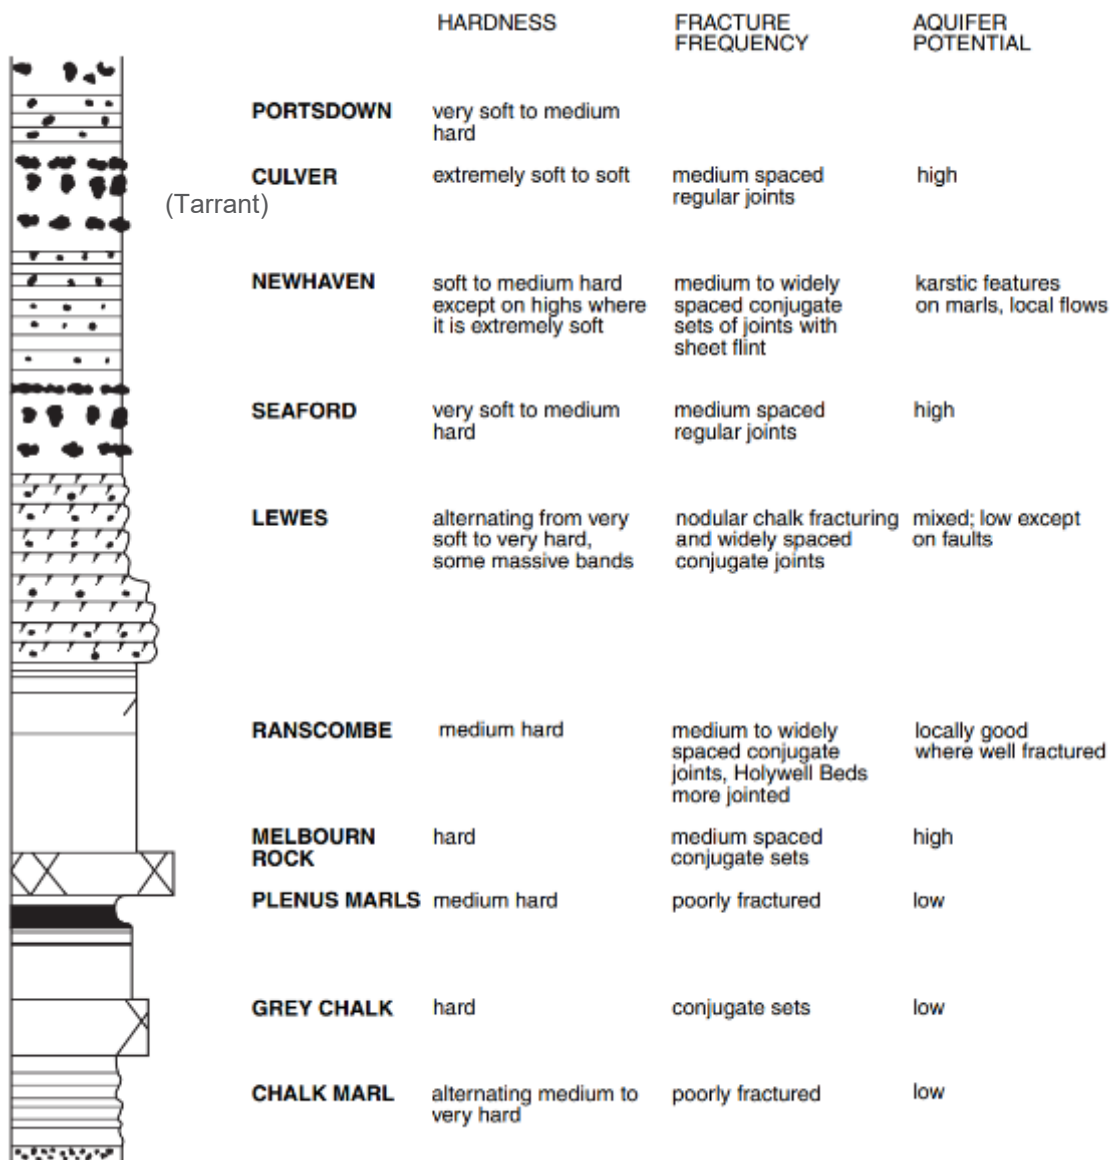 HARDNESS
FRACTURE
FREQUENCY
AQUIFER
POTENTIAL
PORTSDOWN
very soft to medium
hard
CULVER
extremely soft to soft
medium spaced
regular joints
high
(Tarrant)
NEWHAVEN
soft to medium hard
except on highs where
it is extremely soft
medium to widely
spaced conjugate
sets of joints with
sheet flint
karstic features
on marls, local flows
SEAFORD
very soft to medium
hard
medium spaced
regular joints
high
LEWES
alternating from very
soft to very hard,
some massive bands
nodular chalk fracturing
and widely spaced
conjugate joints
mixed; low except
on faults
RANSCOMBE
medium hard
medium to widely
spaced conjugate
joints, Holywell Beds
more jointed
locally good
where well fractured
MELBOURN
ROCK
hard
medium spaced
conjugate sets
high
PLENUS MARLS
medium hard
poorly fractured
low
GREY CHALK
hard
conjugate sets
low
CHALK MARL
alternating medium to
very hard
poorly fractured
low